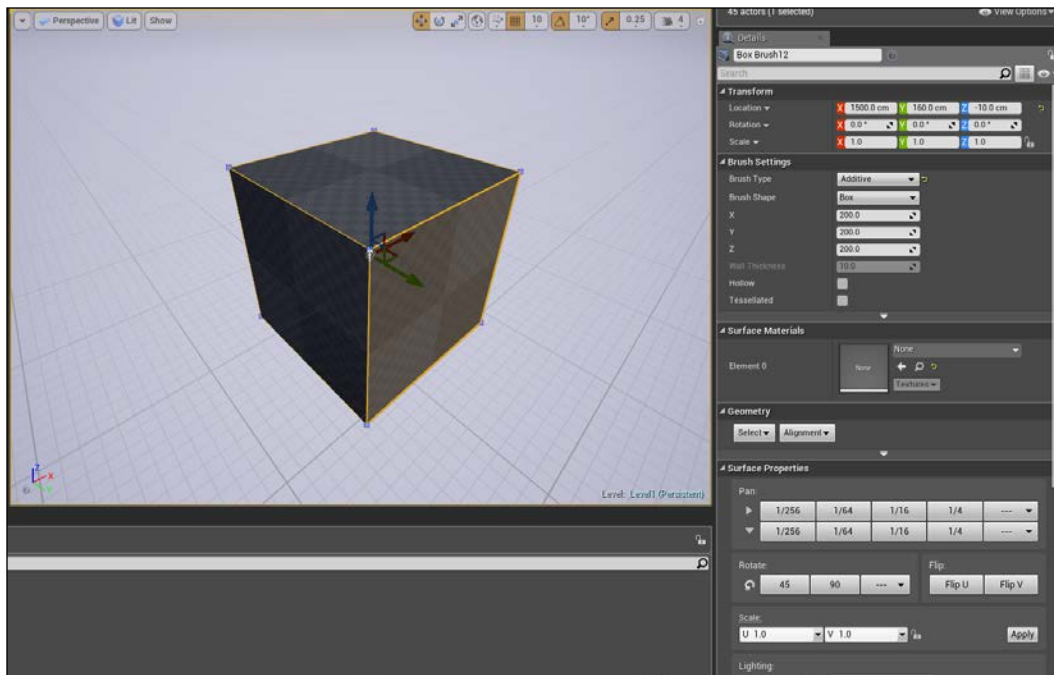 45 actors (1 selected) View Options
Perspective Lit Show 10 10° 0.25 4
Details
Box Brush12
Search
Transform
Location X 1500.0 cm Y 160.0 cm Z -10.0 cm
Rotation X 0.0° Y 0.0° Z 0.0°
Scale X 1.0 Y 1.0 Z 1.0
Brush Settings
Brush Type Additive
Brush Shape Box
X 200.0
Y 200.0
Z 200.0
Wall Thickness 10.0
Hollow
Tessellated
Surface Materials
None
Element 0 None
Textures
Geometry
Select Alignment
Surface Properties
Pan:
1/256 1/64 1/16 1/4 ---
1/256 1/64 1/16 1/4 ---
Rotate: Flip:
45 90 --- Flip U Flip V
Scale:
U 1.0 V 1.0 Apply
Lighting:
Z
X
Y
Level: Level1 (Persistent)